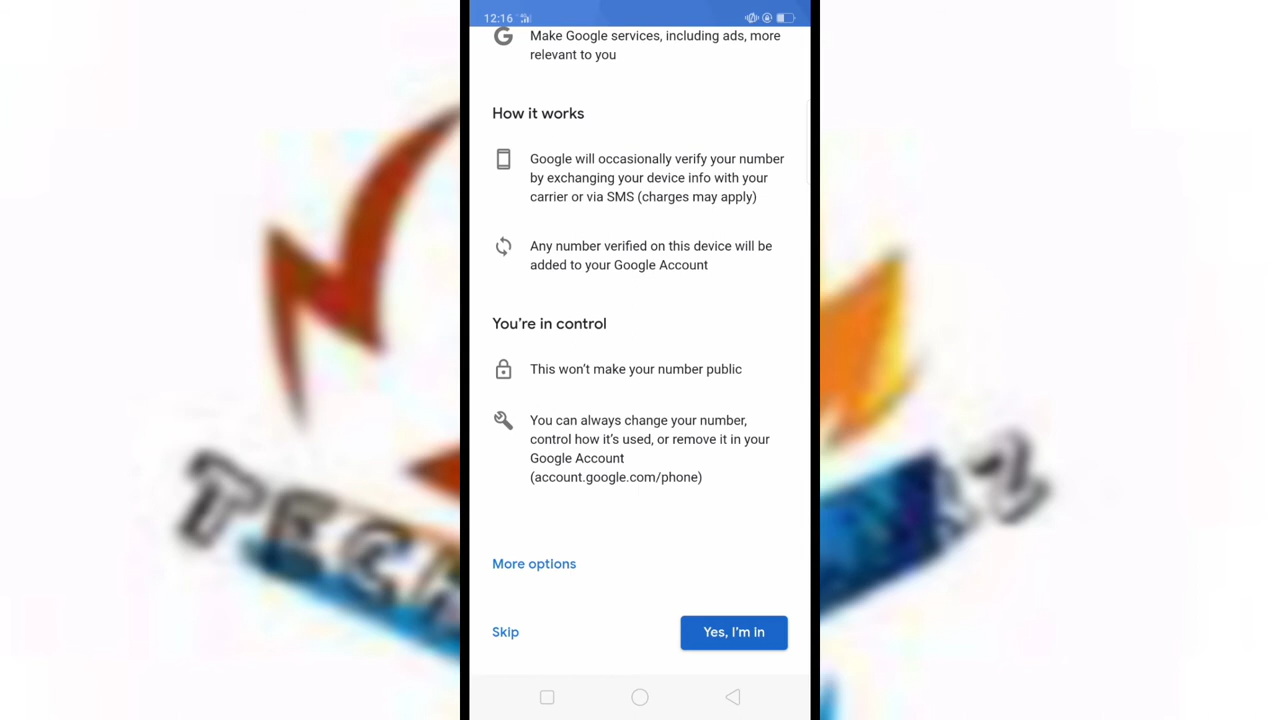 12:16
Make Google services, including ads, more
relevant to you
How it works
Google will occasionally verify your number
by exchanging your device info with your
carrier or via SMS (charges may apply)
Any number verified on this device will be
added to your Google Account
You're in control
This won't make your number public
You can always change your number,
control how it's used, or remove it in your
Google Account
(account.google.com/phone)
More options
Skip
Yes, I'm in
TECH